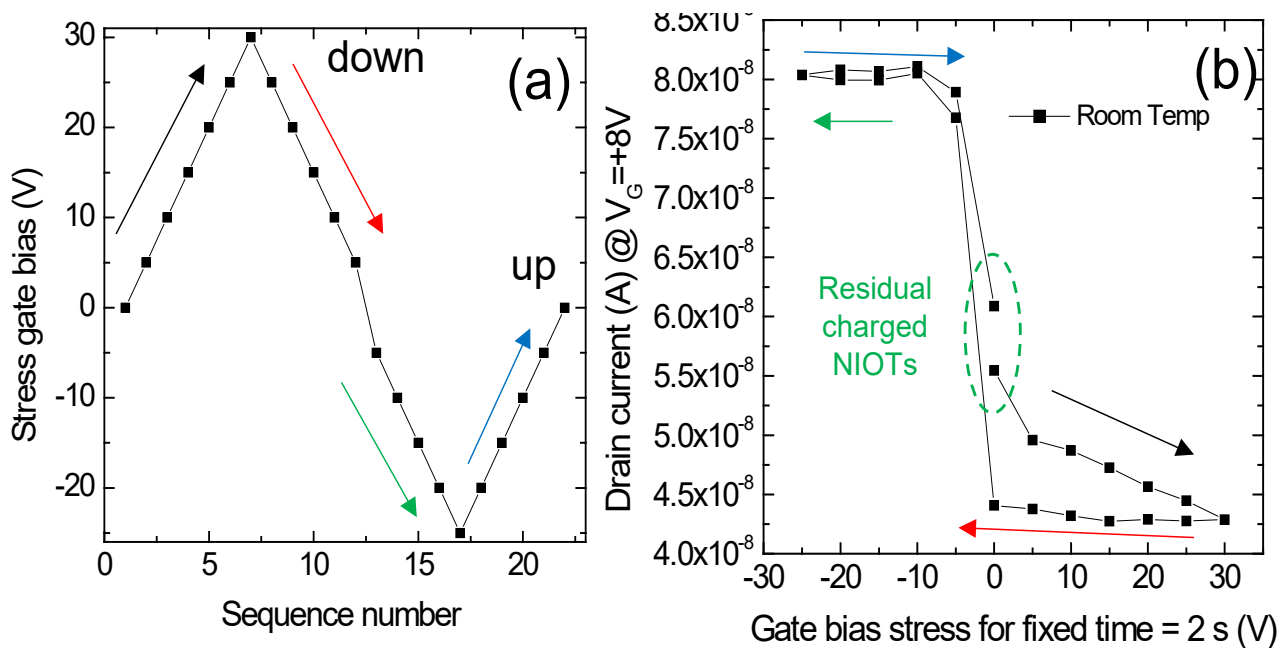 30
20
10
0
-10
-20
0
5
10
15
20
Stress gate bias (V)
Sequence number
down
up
(a)
8.5x10⁻⁸
8.0x10⁻⁸
7.5x10⁻⁸
7.0x10⁻⁸
6.5x10⁻⁸
6.0x10⁻⁸
5.5x10⁻⁸
5.0x10⁻⁸
4.5x10⁻⁸
4.0x10⁻⁸
-30
-20
-10
0
10
20
30
Drain current (A) @ V_G=+8V
Gate bias stress for fixed time = 2 s (V)
(b)
Room Temp
Residual
charged
NIOTs